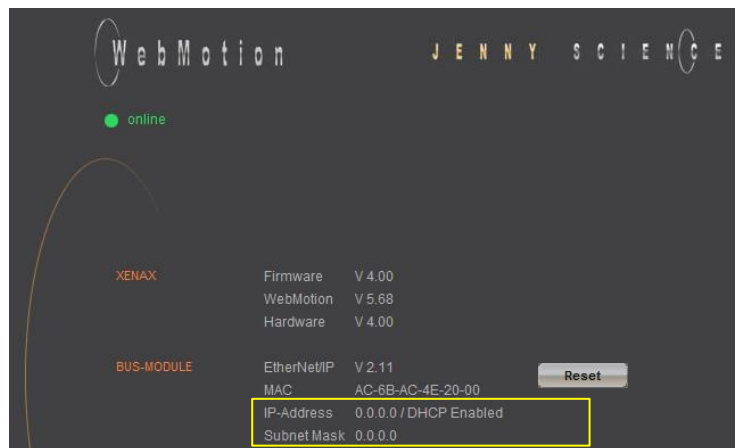 WebMotion JENNY SCIENCE
online
XENAX Firmware V 4.00
WebMotion V 5.68
Hardware V 4.00
BUS-MODULE EtherNet/IP V 2.11 Reset
MAC AC-6B-AC-4E-20-00
IP-Address 0.0.0.0 / DHCP Enabled
Subnet Mask 0.0.0.0